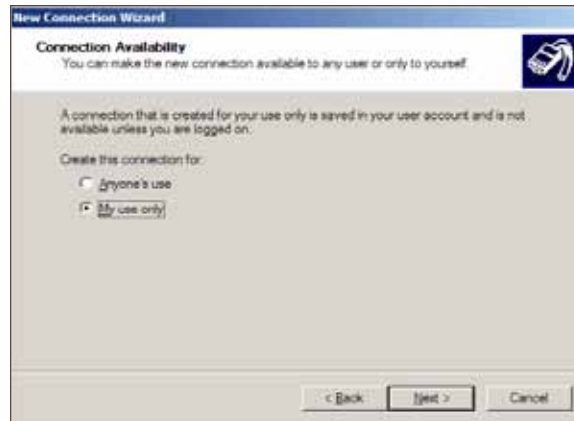 New Connection Wizard
Connection Availability
You can make the new connection available to any user or only to yourself.
A connection that is created for your use only is saved in your user account and is not
available unless you are logged on.
Create this connection for:
Anyone's use
My use only
< Back
Next >
Cancel